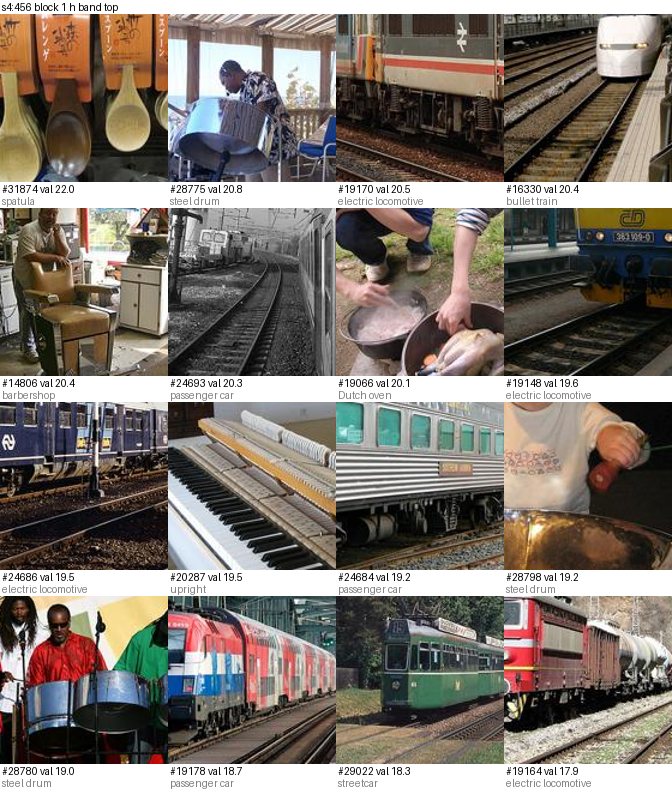 s4:456 block 1 h band top
#31874 val 22.0
spatula
#28775 val 20.8
steel drum
#19170 val 20.5
electric locomotive
#16330 val 20.4
bullet train
#14806 val 20.4
barbershop
#24693 val 20.3
passenger car
#19066 val 20.1
Dutch oven
363 109-0
#19148 val 19.6
electric locomotive
#24686 val 19.5
electric locomotive
#20287 val 19.5
upright
#24684 val 19.2
passenger car
#28798 val 19.2
steel drum
#28780 val 19.0
steel drum
#19178 val 18.7
passenger car
#29022 val 18.3
streetcar
#19164 val 17.9
electric locomotive